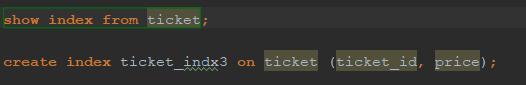 show index from ticket;
create index ticket_indx3 on ticket (ticket_id, price);